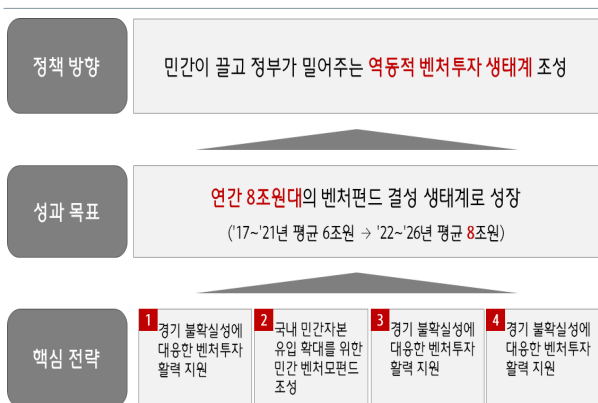 정책 방향
민간이 끌고 정부가 밀어주는 역동적 벤처투자 생태계 조성
성과 목표
연간 8조원대의 벤처펀드 결성 생태계로 성장
('17~'21년 평균 6조원 → '22~'26년 평균 8조원)
핵심 전략
1
경기 불확실성에
대응한 벤처투자
활력 지원
2
국내 민간자본
유입 확대를 위한
민간 벤처모펀드
조성
3
경기 불확실성에
대응한 벤처투자
활력 지원
4
경기 불확실성에
대응한 벤처투자
활력 지원